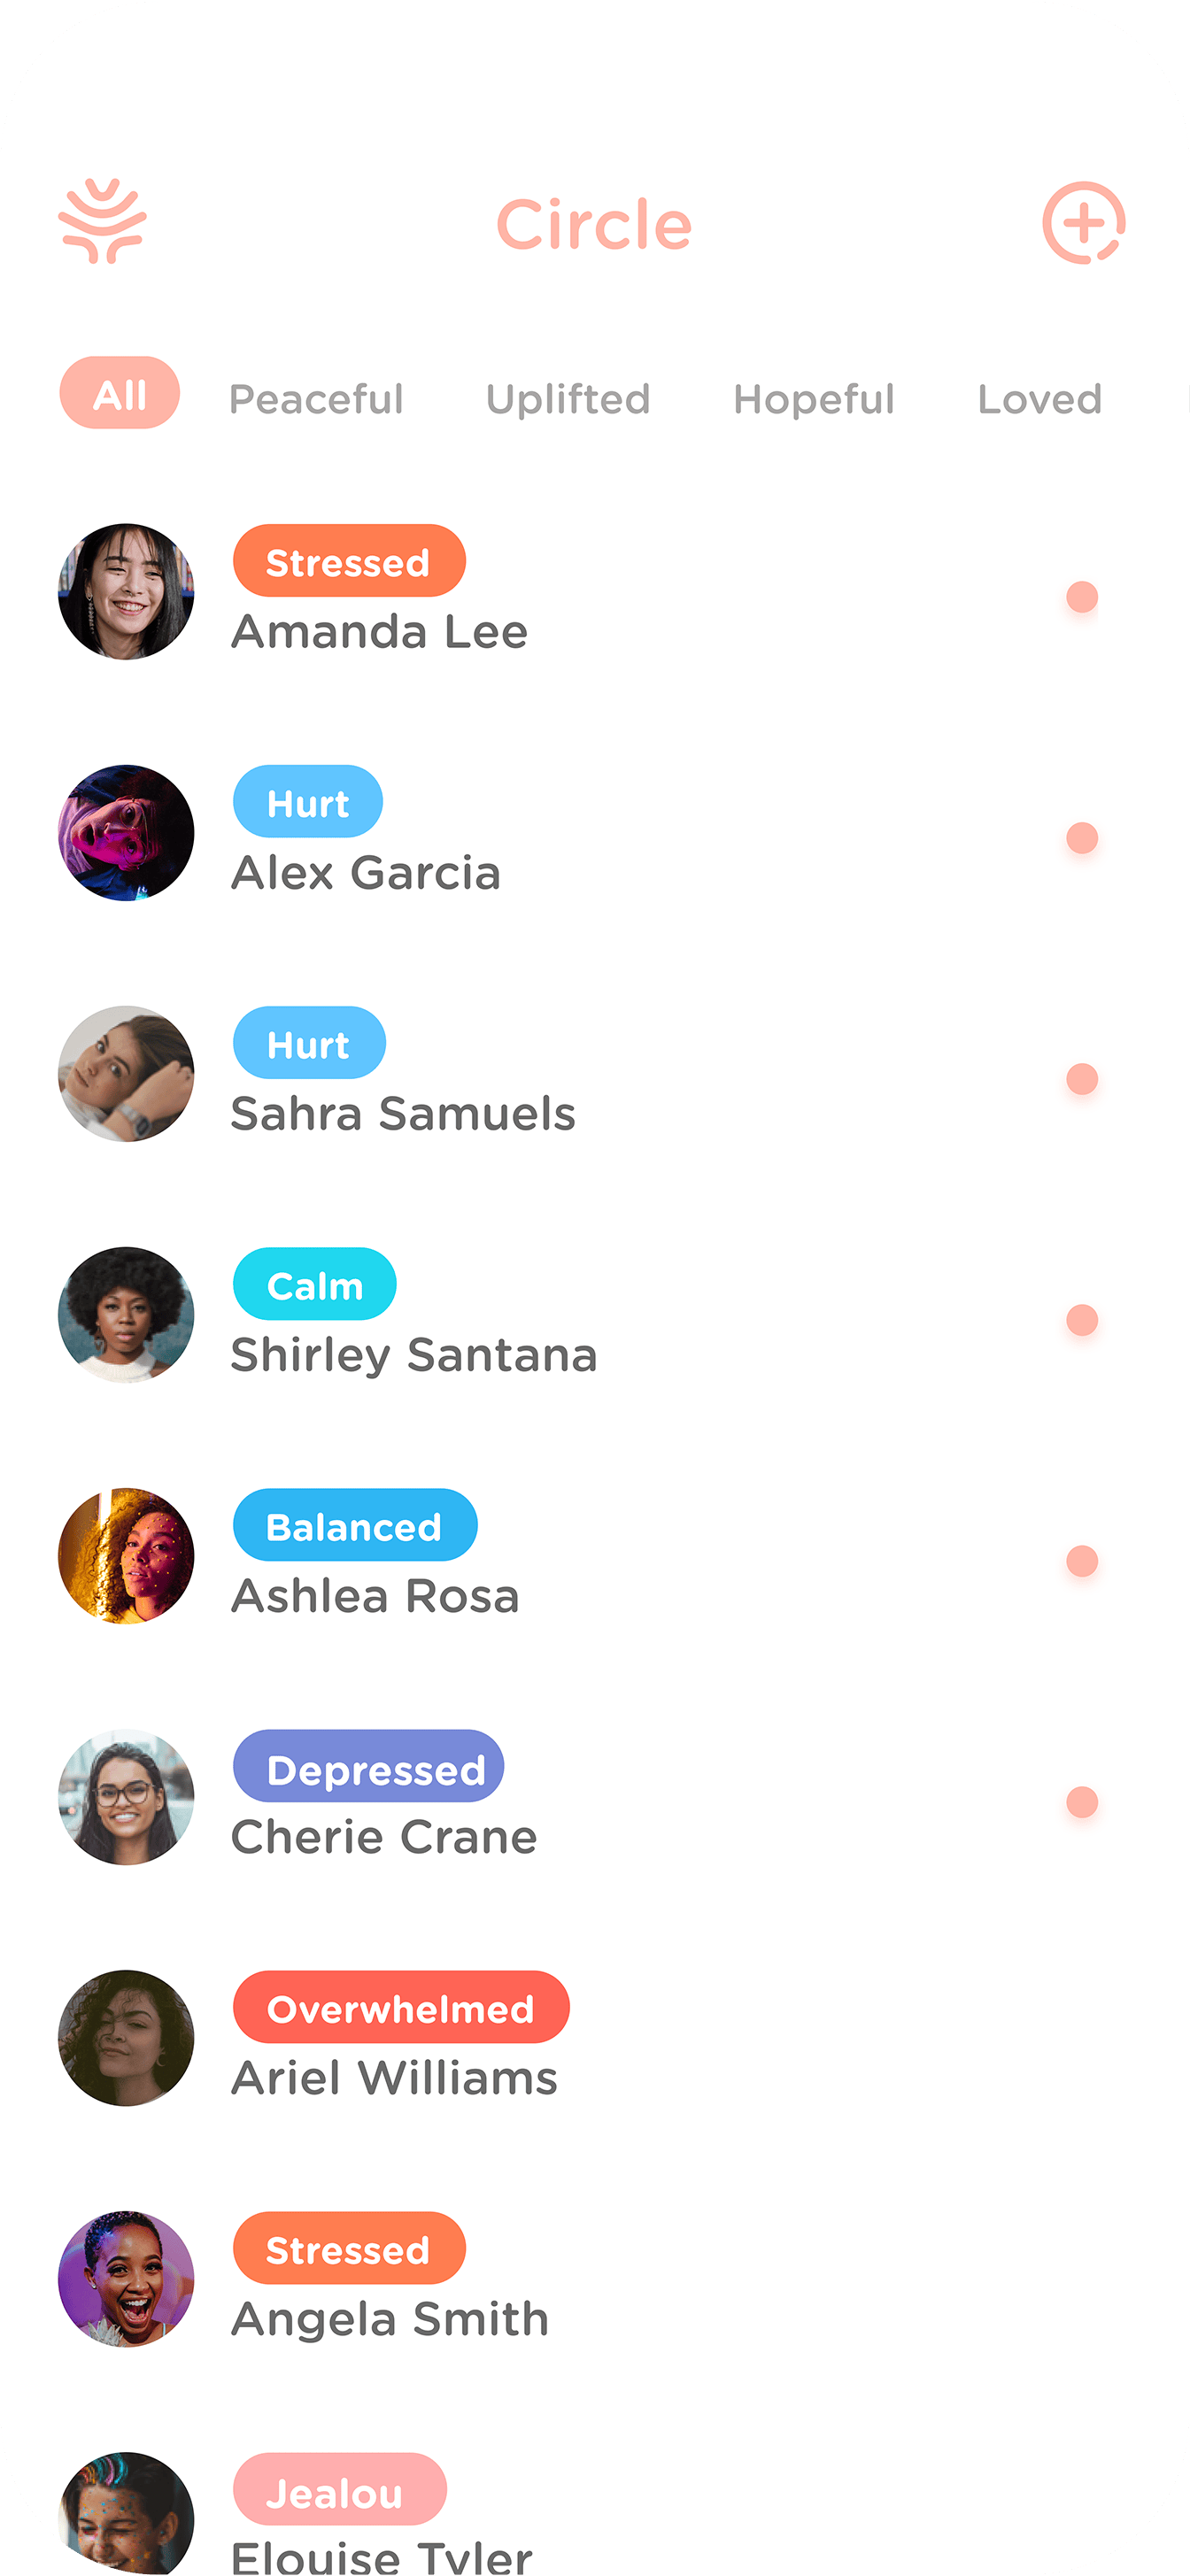 Circle
All Peaceful Uplifted Hopeful Loved
Stressed
Amanda Lee
Hurt
Alex Garcia
Hurt
Sahra Samuels
Calm
Shirley Santana
Balanced
Ashlea Rosa
Depressed
Cherie Crane
Overwhelmed
Ariel Williams
Stressed
Angela Smith
Jealou
Elouise Tyler